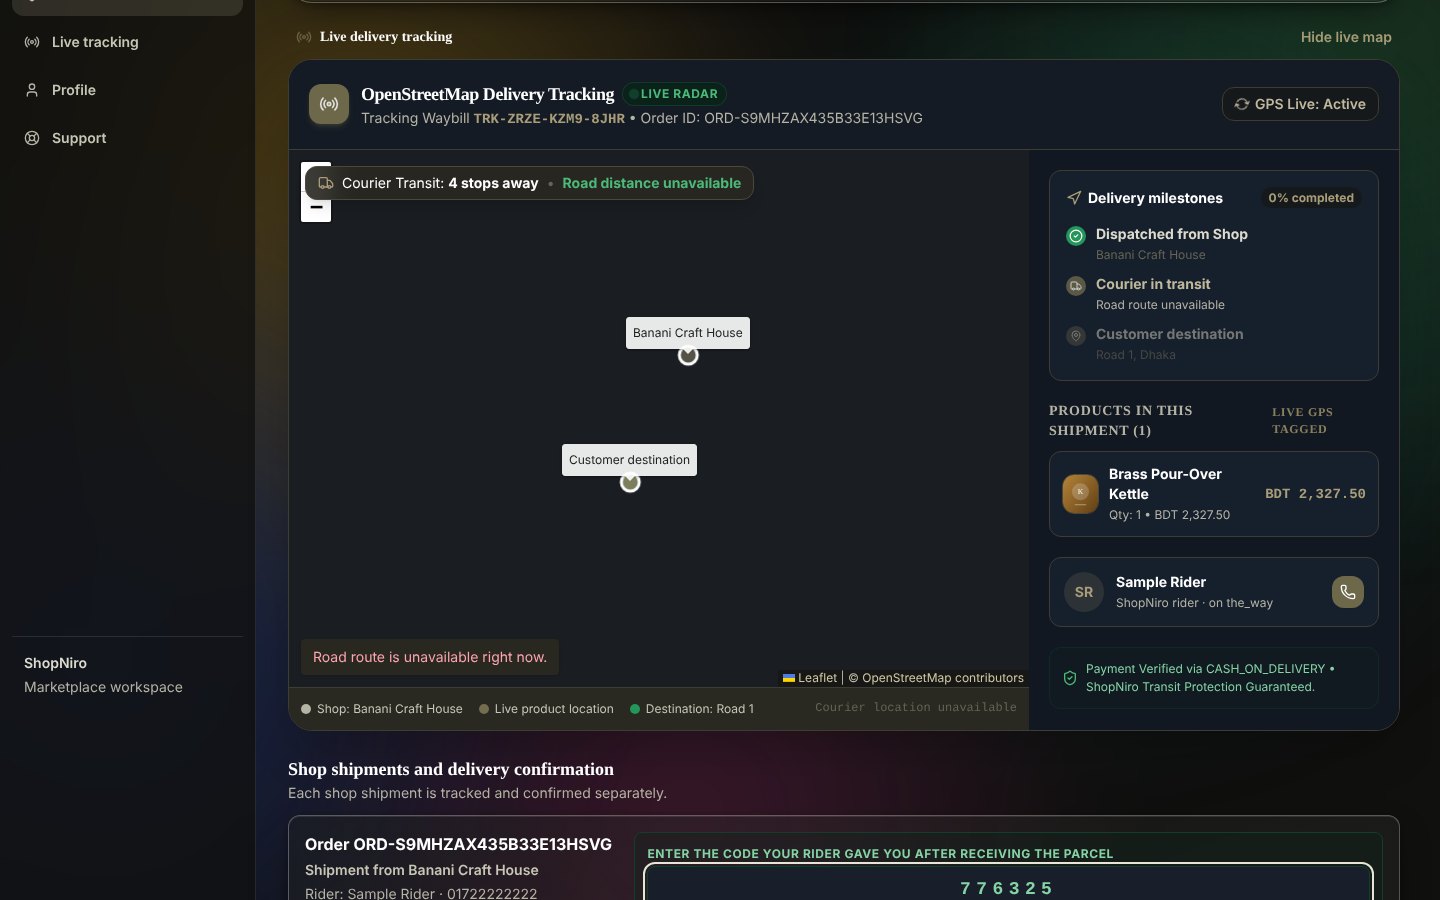 Live tracking
Profile
Support
ShopNiro
Marketplace workspace
Live delivery tracking
Hide live map
OpenStreetMap Delivery Tracking
LIVE RADAR
Tracking Waybill TRK-ZRZE-KZM9-8JHR • Order ID: ORD-S9MHZAX435B33E13HSVG
GPS Live: Active
Courier Transit: 4 stops away • Road distance unavailable
−
Banani Craft House
Customer destination
Road route is unavailable right now.
Leaflet | © OpenStreetMap contributors
Shop: Banani Craft House
Live product location
Destination: Road 1
Courier location unavailable
Delivery milestones
0% completed
Dispatched from Shop
Banani Craft House
Courier in transit
Road route unavailable
Customer destination
Road 1, Dhaka
PRODUCTS IN THIS
SHIPMENT (1)
LIVE GPS
TAGGED
K
Brass Pour-Over
Kettle
Qty: 1 • BDT 2,327.50
BDT 2,327.50
SR
Sample Rider
ShopNiro rider · on the_way
Payment Verified via CASH_ON_DELIVERY •
ShopNiro Transit Protection Guaranteed.
Shop shipments and delivery confirmation
Each shop shipment is tracked and confirmed separately.
Order ORD-S9MHZAX435B33E13HSVG
Shipment from Banani Craft House
Rider: Sample Rider · 01722222222
ENTER THE CODE YOUR RIDER GAVE YOU AFTER RECEIVING THE PARCEL
776325